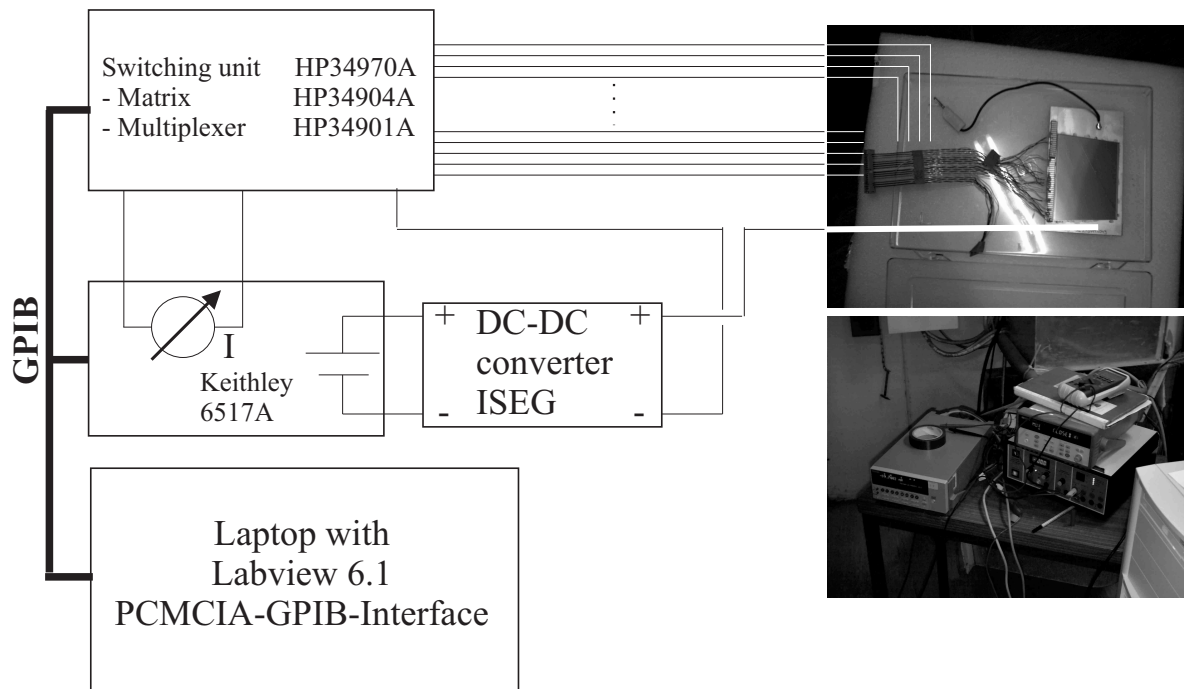 Switching unit HP34970A
- Matrix HP34904A
- Multiplexer HP34901A
GPIB
I
Keithley
6517A
+ DC-DC +
converter
- ISEG -
Laptop with
Labview 6.1
PCMCIA-GPIB-Interface